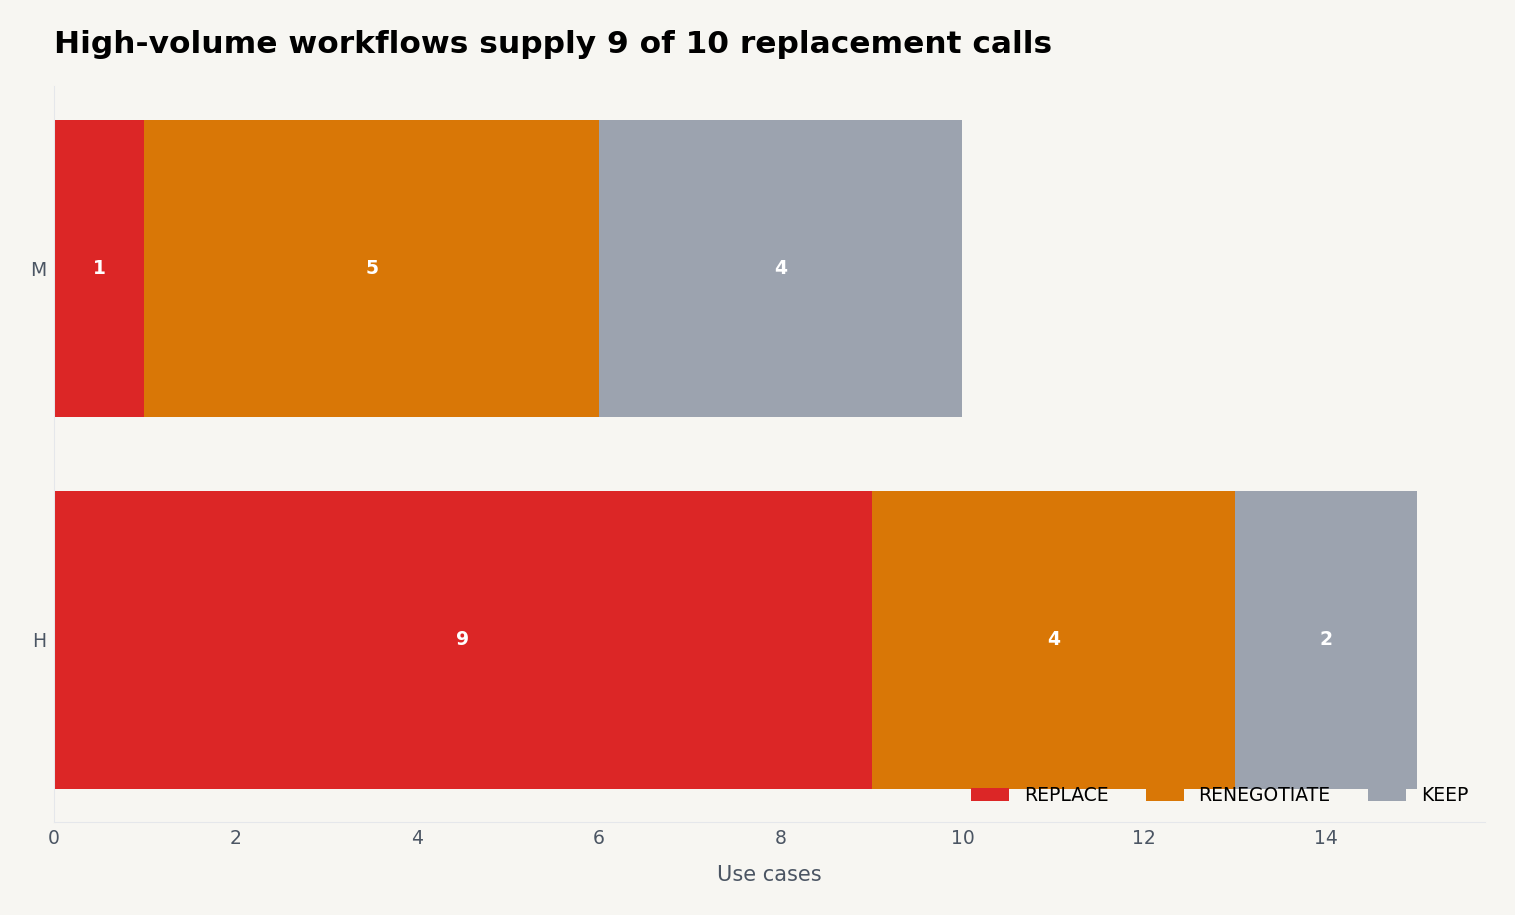 High-volume workflows supply 9 of 10 replacement calls
M
1
5
4
H
9
4
2
REPLACE
RENEGOTIATE
KEEP
0 2 4 6 8 10 12 14
Use cases